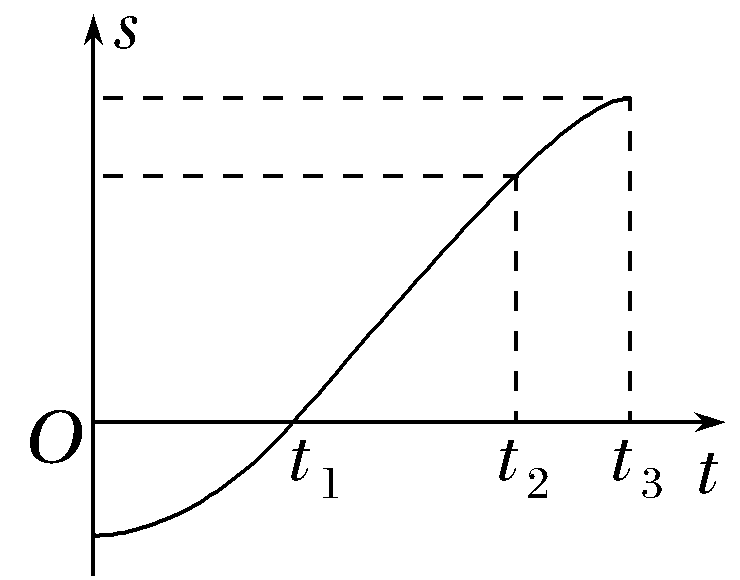 s
O
t₁ t₂ t₃ t